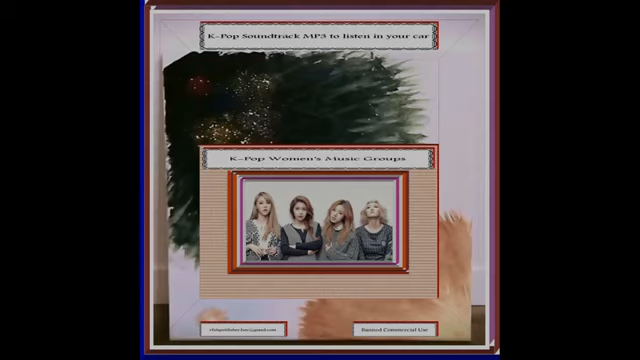 K-Pop Soundtrack MP3 to listen in your car
K-Pop Women's Music Groups
Banned Commercial Use